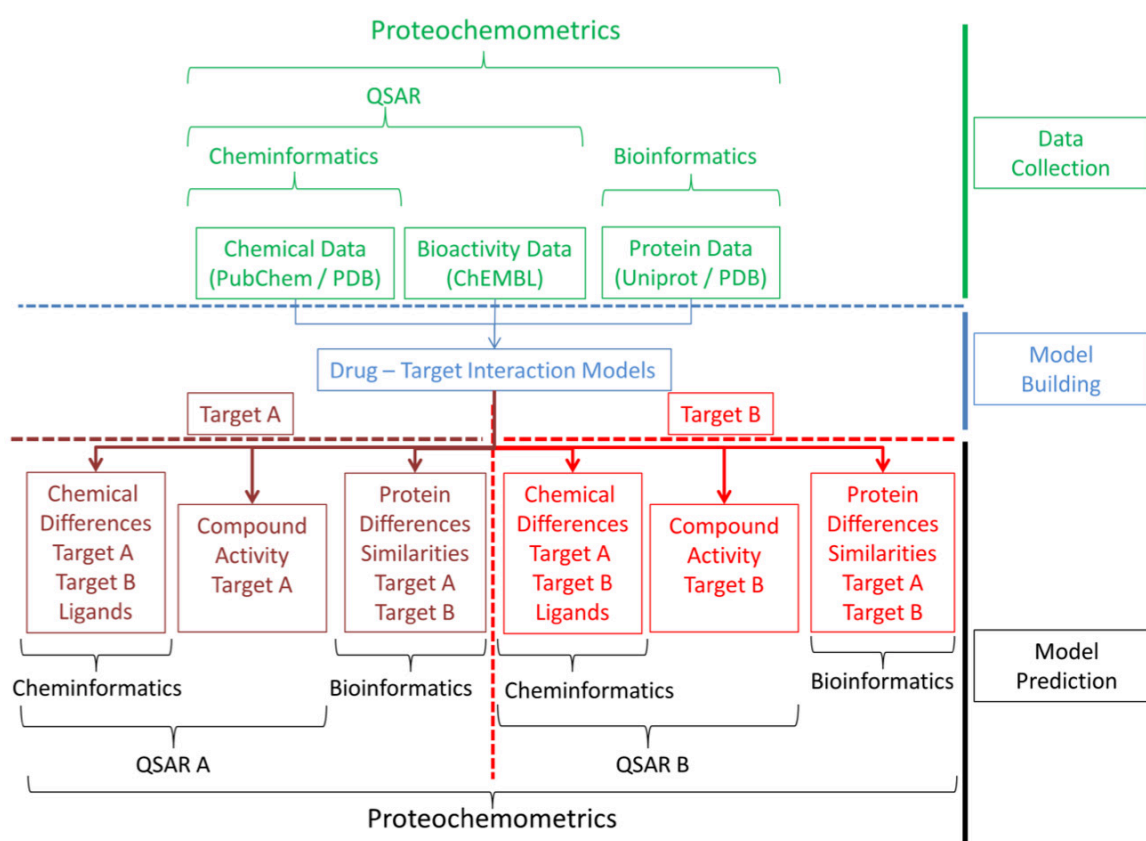 Proteochemometrics
QSAR
Cheminformatics
Bioinformatics
Data
Collection
Chemical Data
(PubChem / PDB)
Bioactivity Data
(ChEMBL)
Protein Data
(Uniprot / PDB)
Drug – Target Interaction Models
Model
Building
Target A
Target B
Chemical
Differences
Target A
Target B
Ligands
Compound
Activity
Target A
Protein
Differences
Similarities
Target A
Target B
Chemical
Differences
Target A
Target B
Ligands
Compound
Activity
Target B
Protein
Differences
Similarities
Target A
Target B
Cheminformatics
Bioinformatics
Cheminformatics
Bioinformatics
Model
Prediction
QSAR A
QSAR B
Proteochemometrics